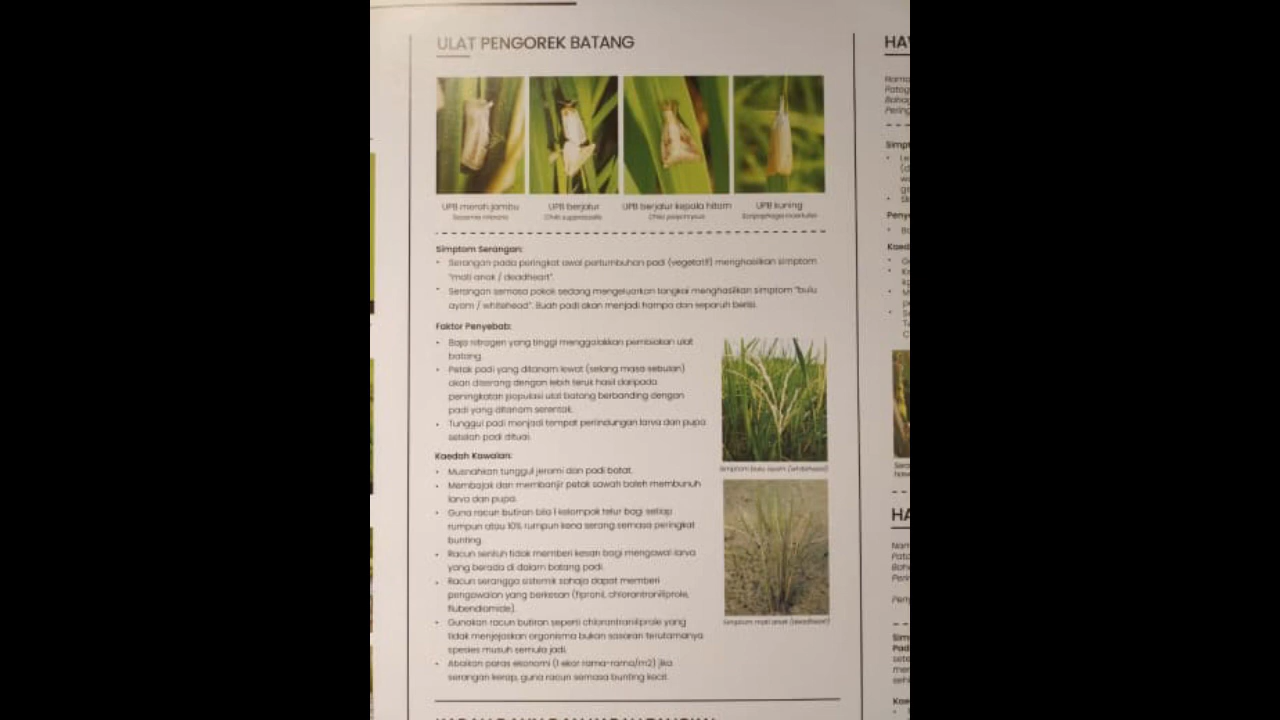 ULAT PENGOREK BATANG
UPB merah jambu
UPB berjalur
UPB berjalur kepala hitam
UPB kuning
Sesamia inferens
Chilo suppressalis
Chilo polychrysus
Scirpophaga incertulas
Simptom Serangan:
• Serangan pada peringkat awal pertumbuhan padi (vegetatif) menghasilkan simptom
"mati anak / deadheart".
• Serangan semasa pokok sedang mengeluarkan tangkai menghasilkan simptom "bulu
ayam / whitehead". Buah padi akan menjadi hampa dan separuh berisi.
Faktor Penyebab:
• Baja nitrogen yang tinggi menggalakkan pembiakan ulat
batang.
• Petak padi yang ditanam lewat (selang masa sebulan)
akan diserang dengan lebih teruk hasil daripada
peningkatan populasi ulat batang berbanding dengan
padi yang ditanam serentak.
• Tunggul padi menjadi tempat perlindungan larva dan pupa
setelah padi dituai.
Simptom bulu ayam (whitehead)
Kaedah Kawalan:
• Musnahkan tunggul jerami dan padi batat.
• Membajak dan membanjir petak sawah boleh membunuh
larva dan pupa.
• Guna racun butiran bila 1 kelompok telur bagi setiap
rumpun atau 10% rumpun kena serang semasa peringkat
bunting.
• Racun sentuh tidak memberi kesan bagi mengawal larva
yang berada di dalam batang padi.
• Racun serangga sistemik sahaja dapat memberi
pengawalan yang berkesan (fipronil, chlorantraniliprole,
flubendiamide).
• Gunakan racun butiran seperti chlorantraniliprole yang
tidak menjejaskan organisma bukan sasaran terutamanya
spesies musuh semula jadi.
• Abaikan paras ekonomi (1 ekor rama-rama/m2) jika
serangan kerap, guna racun semasa bunting kecil.
Simptom mati anak (deadheart)